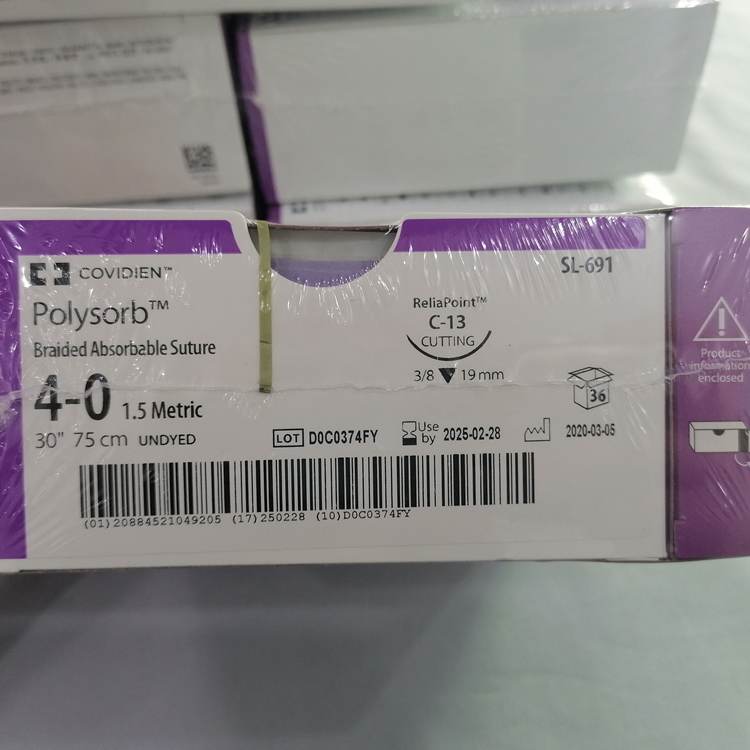 COVIDIEN™
SL-691
Polysorb™
Braided Absorbable Suture
4-0 1.5 Metric
30" 75 cm UNDYED
ReliaPoint™
C-13
CUTTING
3/8 19 mm
36
LOT D0C0374FY
Use by 2025-02-28
2020-03-05
(01)20884521049205 (17)250228 (10)D0C0374FY
Product
information
enclosed